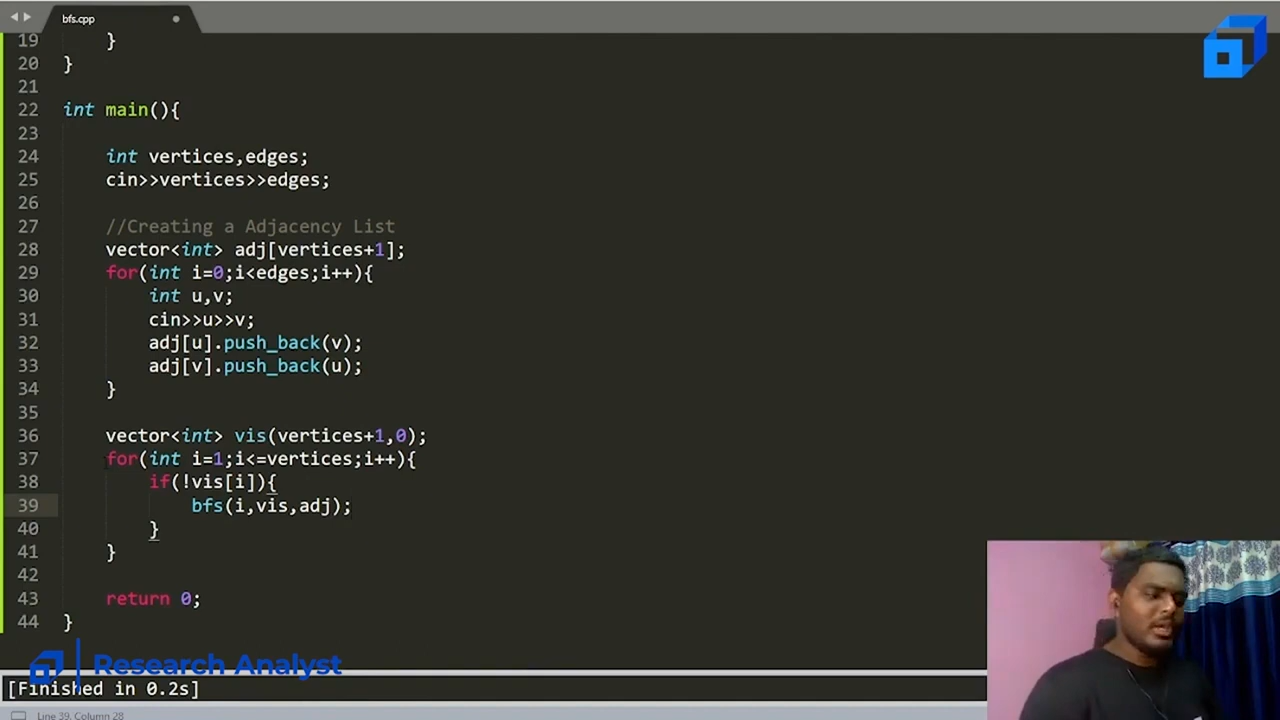 bfs.cpp
19 }
20 }
21
22 int main(){
23
24 int vertices,edges;
25 cin>>vertices>>edges;
26
27 //Creating a Adjacency List
28 vector<int> adj[vertices+1];
29 for(int i=0;i<edges;i++){
30 int u,v;
31 cin>>u>>v;
32 adj[u].push_back(v);
33 adj[v].push_back(u);
34 }
35
36 vector<int> vis(vertices+1,0);
37 for(int i=1;i<=vertices;i++){
38 if(!vis[i]){
39 bfs(i,vis,adj);
40 }
41 }
42
43 return 0;
44 }
Research Analyst
[Finished in 0.2s]
Line 39, Column 28